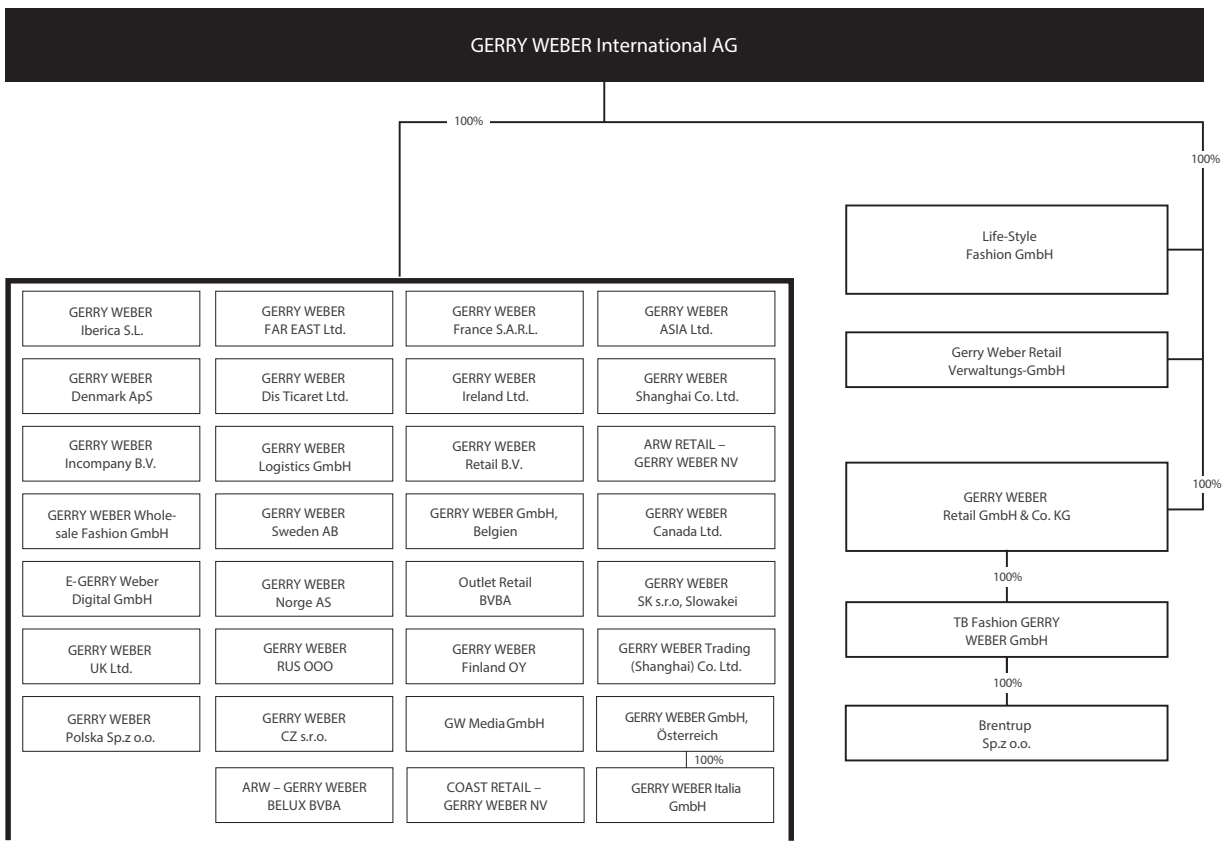 GERRY WEBER International AG
100%
100%
Life-Style
Fashion GmbH
Gerry Weber Retail
Verwaltungs-GmbH
100%
GERRY WEBER
Retail GmbH & Co. KG
100%
TB Fashion GERRY
WEBER GmbH
100%
Brentrup
Sp.z o.o.
GERRY WEBER
Iberica S.L.
GERRY WEBER
FAR EAST Ltd.
GERRY WEBER
France S.A.R.L.
GERRY WEBER
ASIA Ltd.
GERRY WEBER
Denmark ApS
GERRY WEBER
Dis Ticaret Ltd.
GERRY WEBER
Ireland Ltd.
GERRY WEBER
Shanghai Co. Ltd.
GERRY WEBER
Incompany B.V.
GERRY WEBER
Logistics GmbH
GERRY WEBER
Retail B.V.
ARW RETAIL –
GERRY WEBER NV
GERRY WEBER Whole-
sale Fashion GmbH
GERRY WEBER
Sweden AB
GERRY WEBER GmbH,
Belgien
GERRY WEBER
Canada Ltd.
E-GERRY Weber
Digital GmbH
GERRY WEBER
Norge AS
Outlet Retail
BVBA
GERRY WEBER
SK s.r.o, Slowakei
GERRY WEBER
UK Ltd.
GERRY WEBER
RUS OOO
GERRY WEBER
Finland OY
GERRY WEBER Trading
(Shanghai) Co. Ltd.
GERRY WEBER
Polska Sp.z o.o.
GERRY WEBER
CZ s.r.o.
GW Media GmbH
GERRY WEBER GmbH,
Österreich
100%
ARW – GERRY WEBER
BELUX BVBA
COAST RETAIL –
GERRY WEBER NV
GERRY WEBER Italia
GmbH